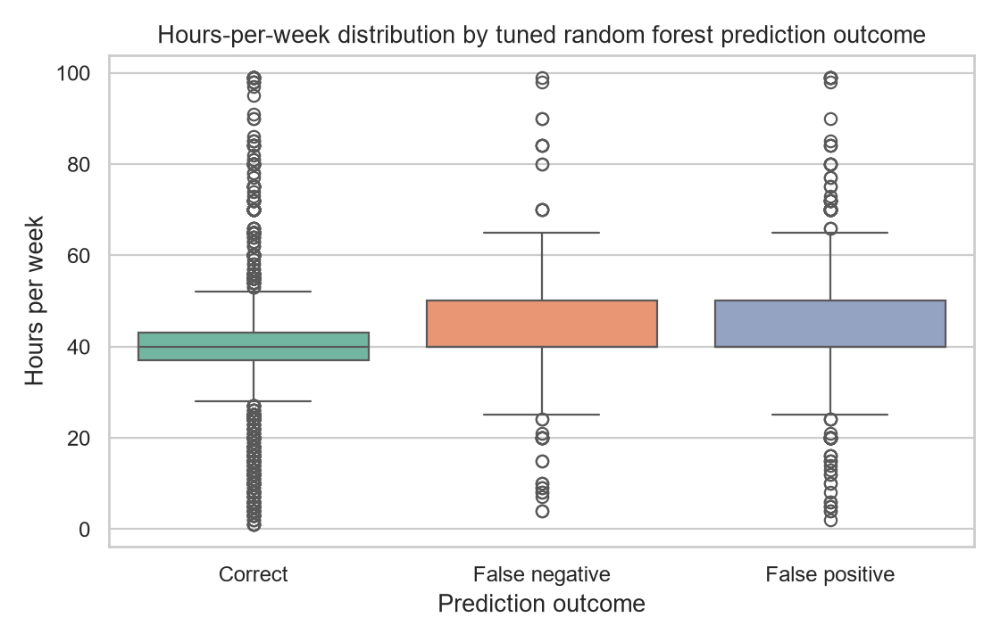 Hours-per-week distribution by tuned random forest prediction outcome
Hours per week
100
80
60
40
20
0
Correct
False negative
False positive
Prediction outcome